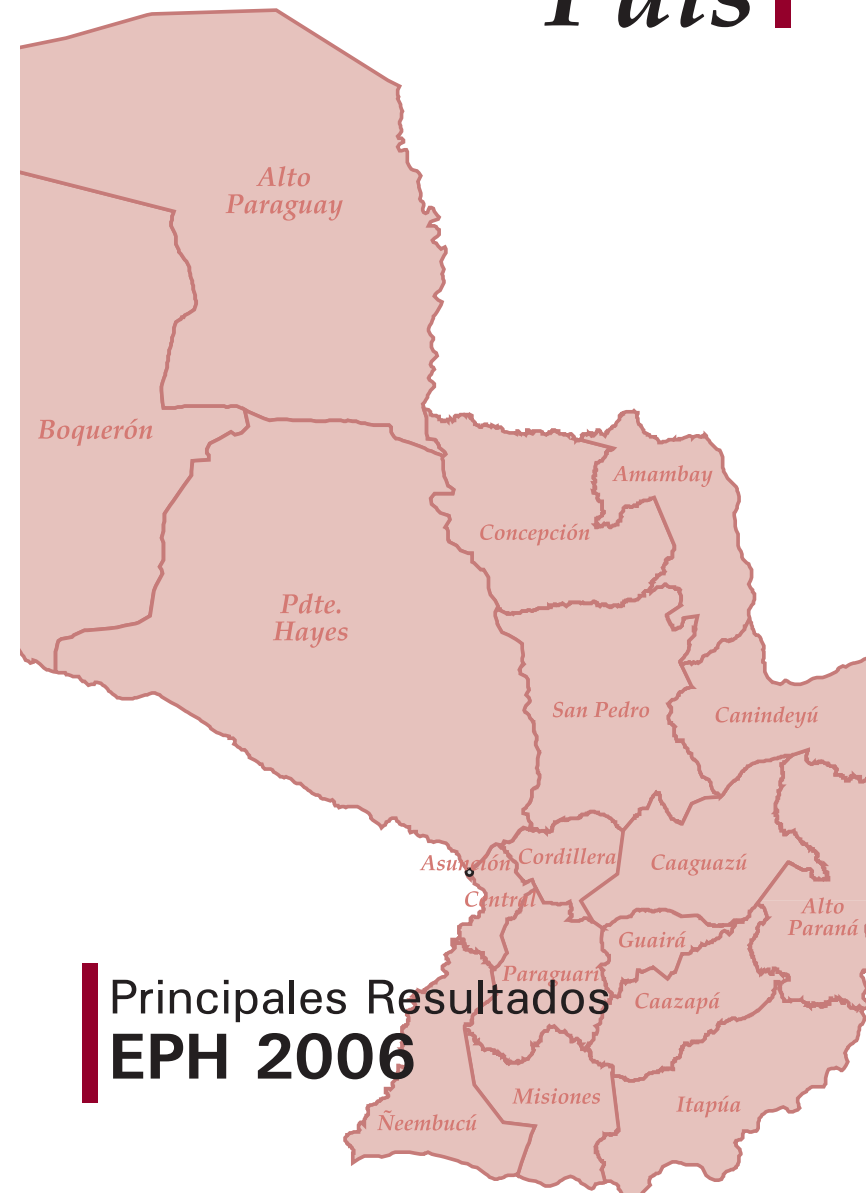 País
Alto
Paraguay
Boquerón
Amambay
Concepción
Pdte.
Hayes
San Pedro
Canindeyú
Asunción
Cordillera
Caaguazú
Central
Alto
Paraná
Guairá
Paraguarí
Caazapá
Principales Resultados
EPH 2006
Misiones
Itapúa
Ñeembucú